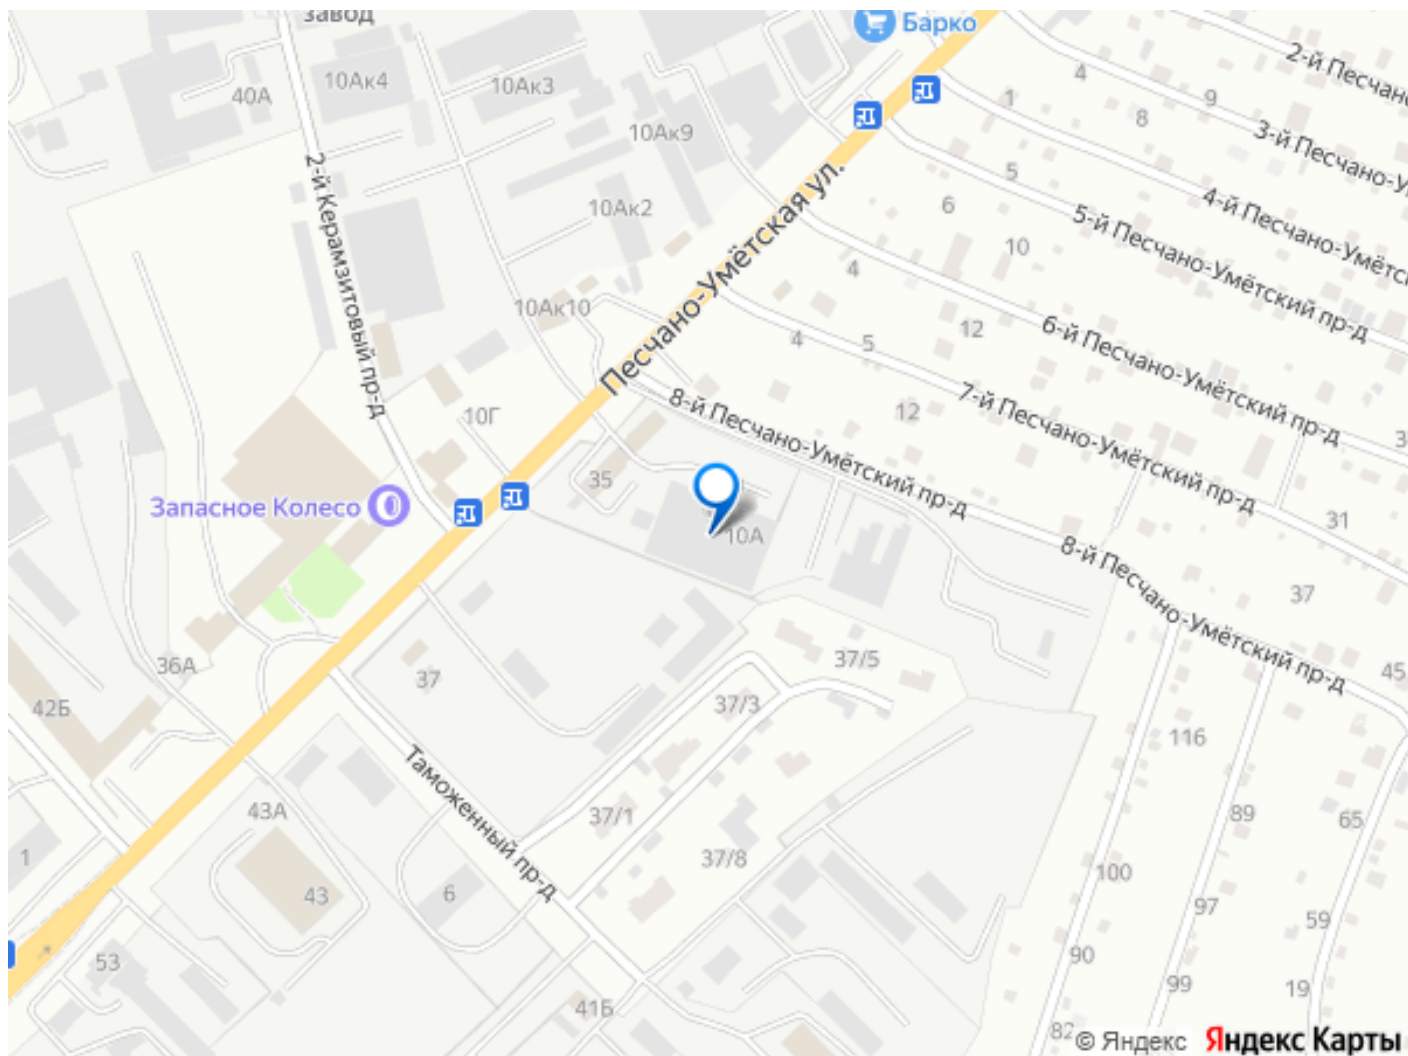 завод
Барко
40А
10Ак4
10Ак3
10Ак9
10Ак2
10Ак10
2-й Керамзитовый пр-д
Песчано-Умётская ул.
2-й Песчано
4
1
9
8
3-й Песчано-У
5
4-й Песчано-Умётс
6
10
5-й Песчано-Умётский пр-д
4
12
6-й Песчано-Умётский пр-д
4
5
12
7-й Песчано-Умётский пр-д
8-й Песчано-Умётский пр-д
10Г
35
10А
Запасное Колесо
31
37
8-й Песчано-Умётский пр-д
45
36А
37
37/5
37/3
42Б
116
Таможенный пр-д
43А
37/1
37/8
89
65
1
43
6
100
97
59
53
90
99
19
41Б
82
© Яндекс
Яндекс Карты